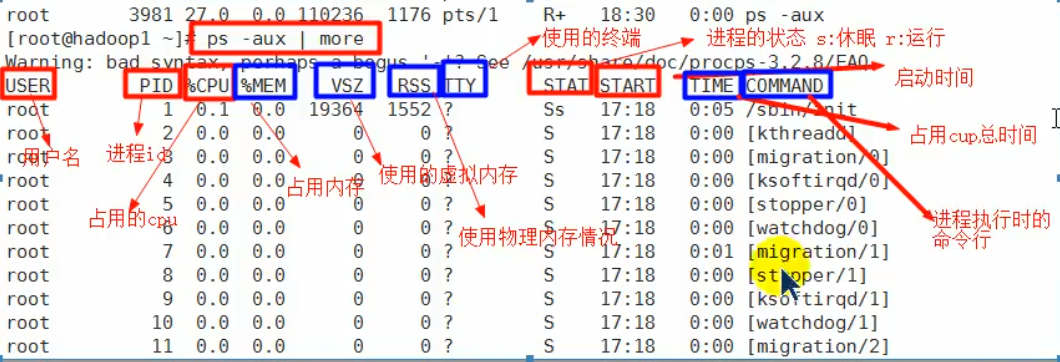 root 3981 27.0 0.0 110236 1176 pts/1 R+ 18:30 0:00 ps -aux
[root@hadoop1 ~]# ps -aux | more
使用的终端
进程的状态 s:休眠 r:运行
Warning: bad syntax, perhaps a bogus '-'? See /usr/share/doc/procps-3.2.8/FAQ
启动时间
USER PID %CPU %MEM VSZ RSS TTY STAT START TIME COMMAND
root 1 0.1 0.0 19364 1552 ? Ss 17:18 0:05 /sbin/init
占用cup总时间
root 2 0.0 0.0 0 0 ? S 17:18 0:00 [kthreadd]
用户名
进程id
root 3 0.0 0.0 0 0 ? S 17:18 0:00 [migration/0]
使用的虚拟内存
占用内存
root 4 0.0 0.0 0 0 ? S 17:18 0:00 [ksoftirqd/0]
占用的cpu
root 5 0.0 0.0 0 0 ? S 17:18 0:00 [stopper/0]
进程执行时的
命令行
root 6 0.0 0.0 0 0 ? S 17:18 0:00 [watchdog/0]
使用物理内存情况
root 7 0.0 0.0 0 0 ? S 17:18 0:01 [migration/1]
root 8 0.0 0.0 0 0 ? S 17:18 0:00 [stopper/1]
root 9 0.0 0.0 0 0 ? S 17:18 0:00 [ksoftirqd/1]
root 10 0.0 0.0 0 0 ? S 17:18 0:00 [watchdog/1]
root 11 0.0 0.0 0 0 ? S 17:18 0:00 [migration/2]